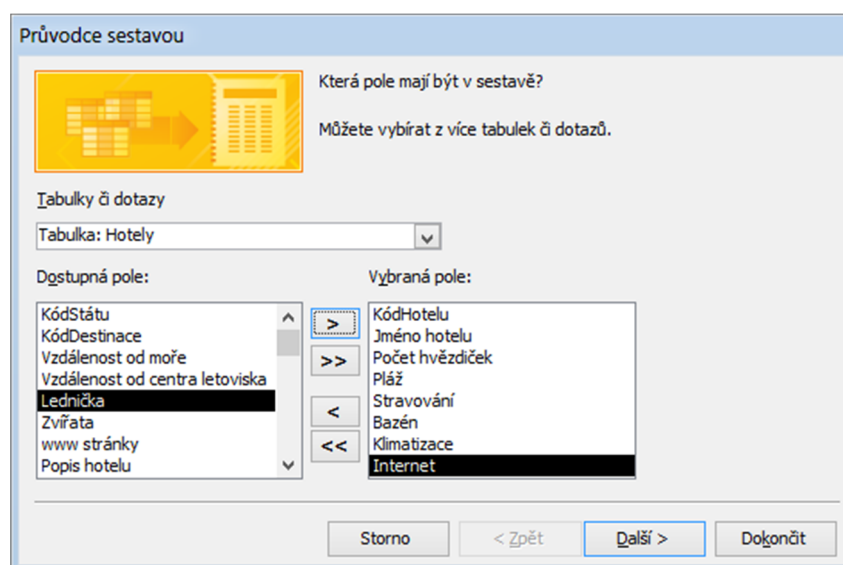 Průvodce sestavou
Která pole mají být v sestavě?
Můžete vybírat z více tabulek či dotazů.
Tabulky či dotazy
Tabulka: Hotely
Dostupná pole:
KódStátu
KódDestinace
Vzdálenost od moře
Vzdálenost od centra letoviska
Lednička
Zvířata
www stránky
Popis hotelu
>
>>
<
<<
Vybraná pole:
KódHotelu
Jméno hotelu
Počet hvězdiček
Pláž
Stravování
Bazén
Klimatizace
Internet
Storno
< Zpět
Další >
Dokončit